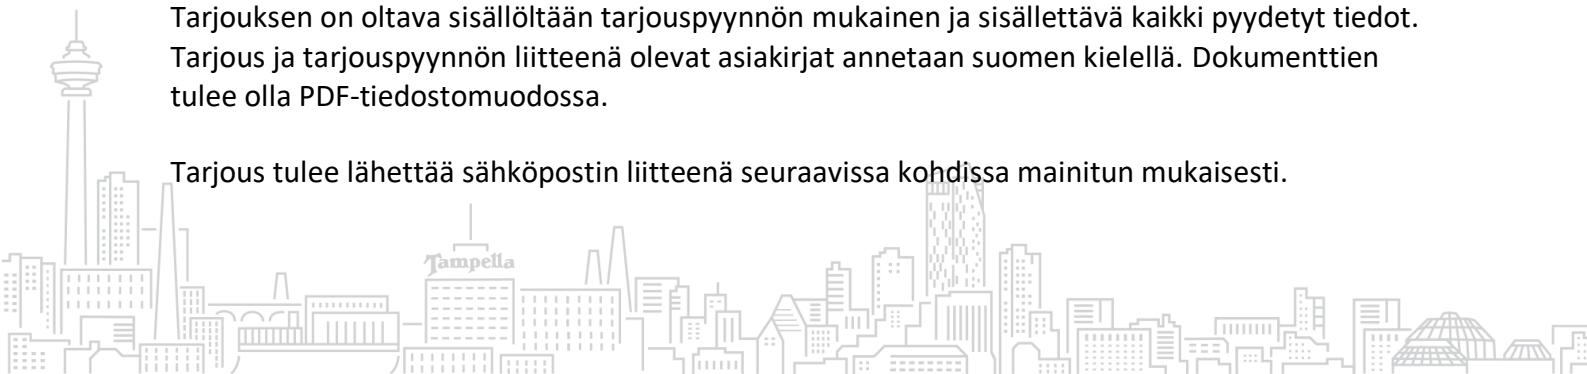 Tarjouksen on oltava sisällöltään tarjouspyynnön mukainen ja sisällettävä kaikki pyydetyt tiedot.
Tarjous ja tarjouspyynnön liitteenä olevat asiakirjat annetaan suomen kielellä. Dokumenttien
tulee olla PDF-tiedostomuodossa.
Tarjous tulee lähettää sähköpostin liitteenä seuraavissa kohdissa mainitun mukaisesti.
Tampella